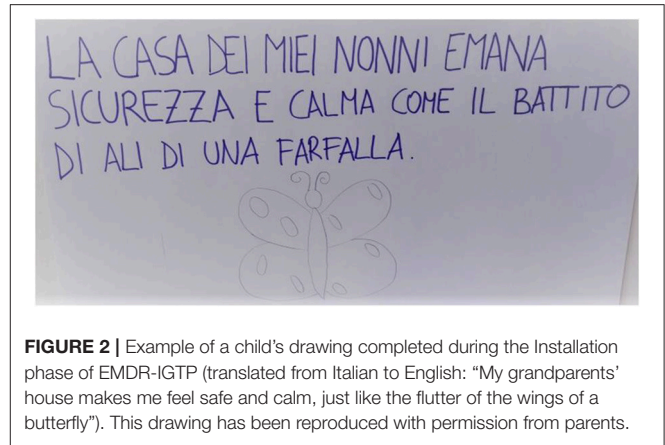 LA CASA DEI MIEI NONNI EMANA
SICUREZZA E CALMA COME IL BATTITO
DI ALI DI UNA FARFALLA.
FIGURE 2 | Example of a child's drawing completed during the Installation
phase of EMDR-IGTP (translated from Italian to English: “My grandparents'
house makes me feel safe and calm, just like the flutter of the wings of a
butterfly”). This drawing has been reproduced with permission from parents.